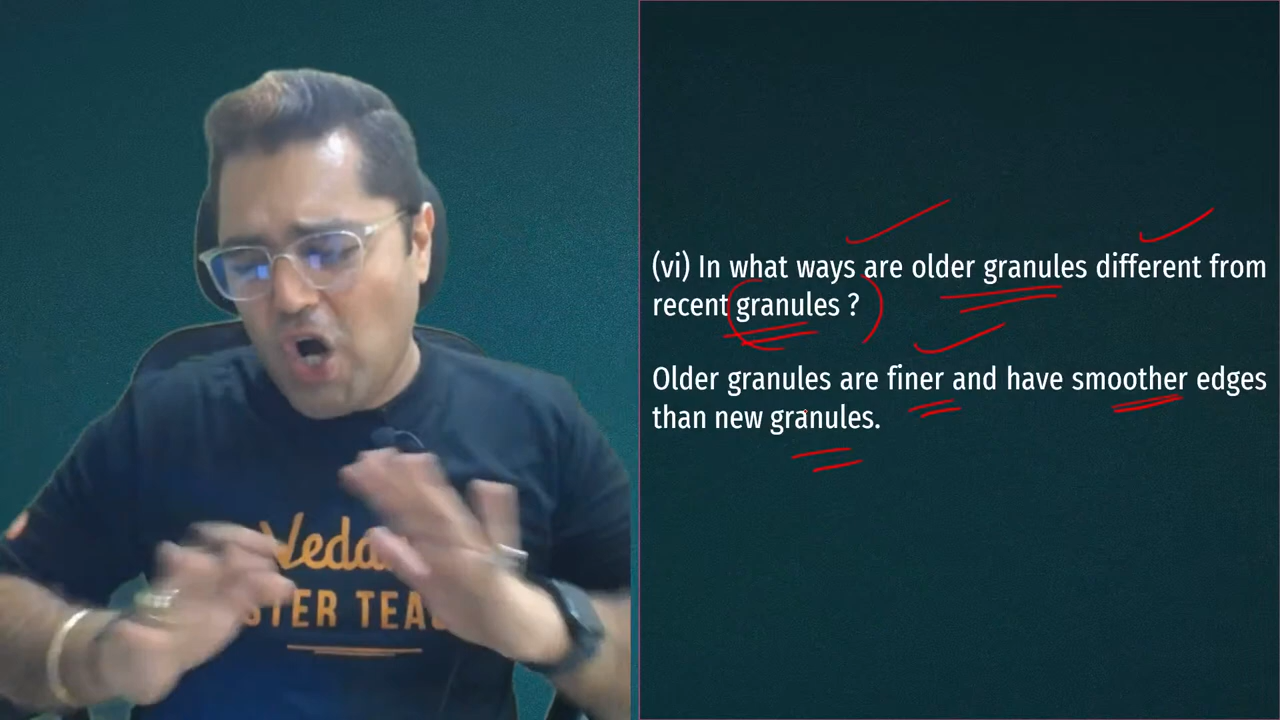 (vi) In what ways are older granules different from
recent granules ?
Older granules are finer and have smoother edges
than new granules.